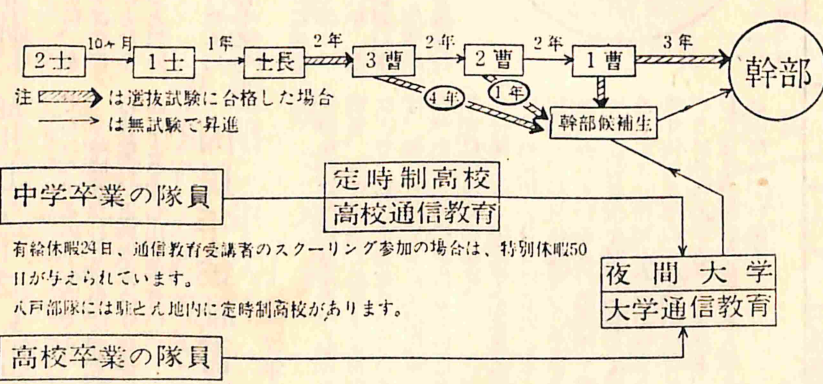 10ヶ月 1年 2年 2年 2年 3年
2士 1士 士長 3曹 2曹 1曹 幹部
注 は選抜試験に合格した場合
は無試験で昇進
4年 1年
幹部候補生
中学卒業の隊員
定時制高校
高校通信教育
有給休暇24日、通信教育受講者のスクーリング参加の場合は、特別休暇50
日が与えられています。
八戸部隊には駐とん地内に定時制高校があります。
夜間大学
大学通信教育
高校卒業の隊員